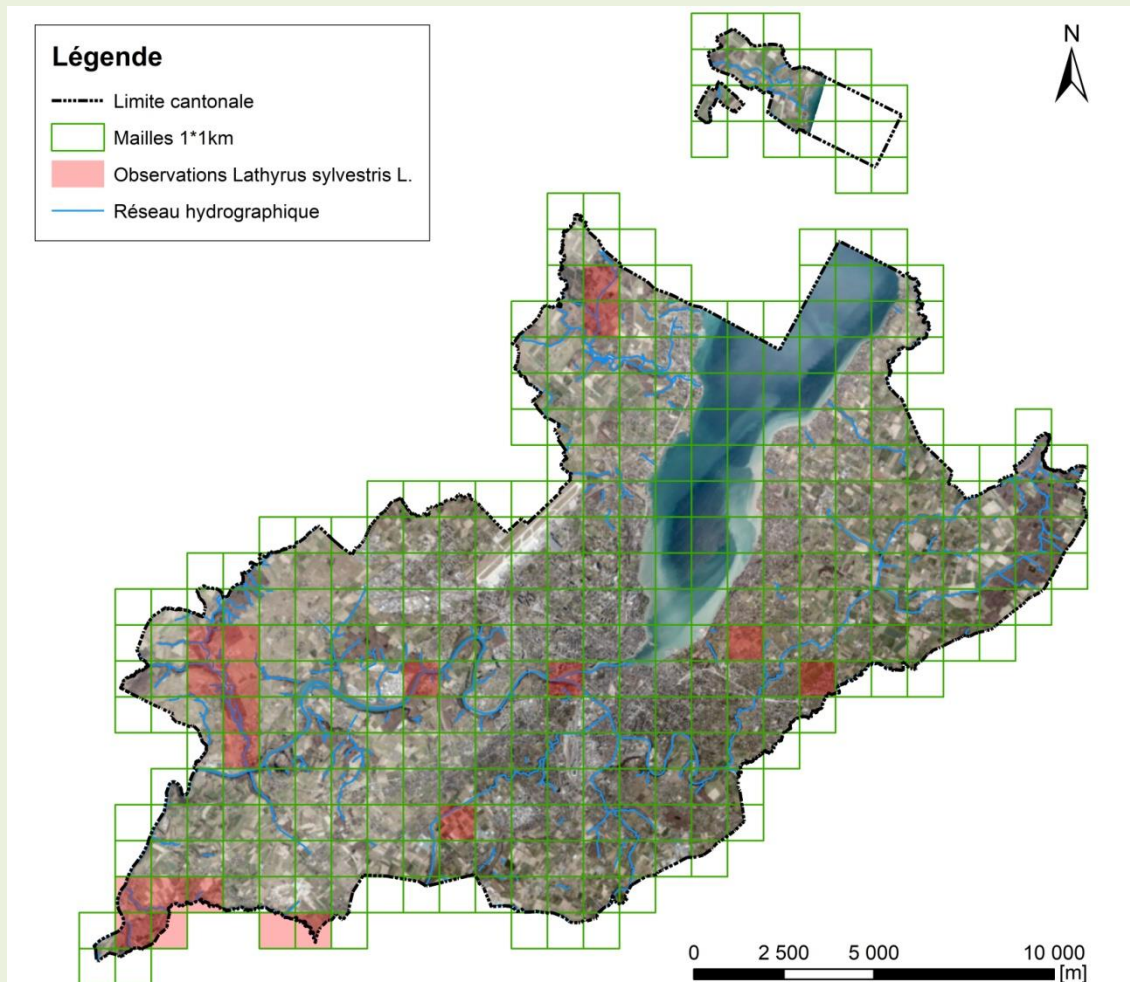 Légende
Limite cantonale
Mailles 1*1km
Observations Lathyrus sylvestris L.
Réseau hydrographique
N
0 2 500 5 000 10 000
[m]